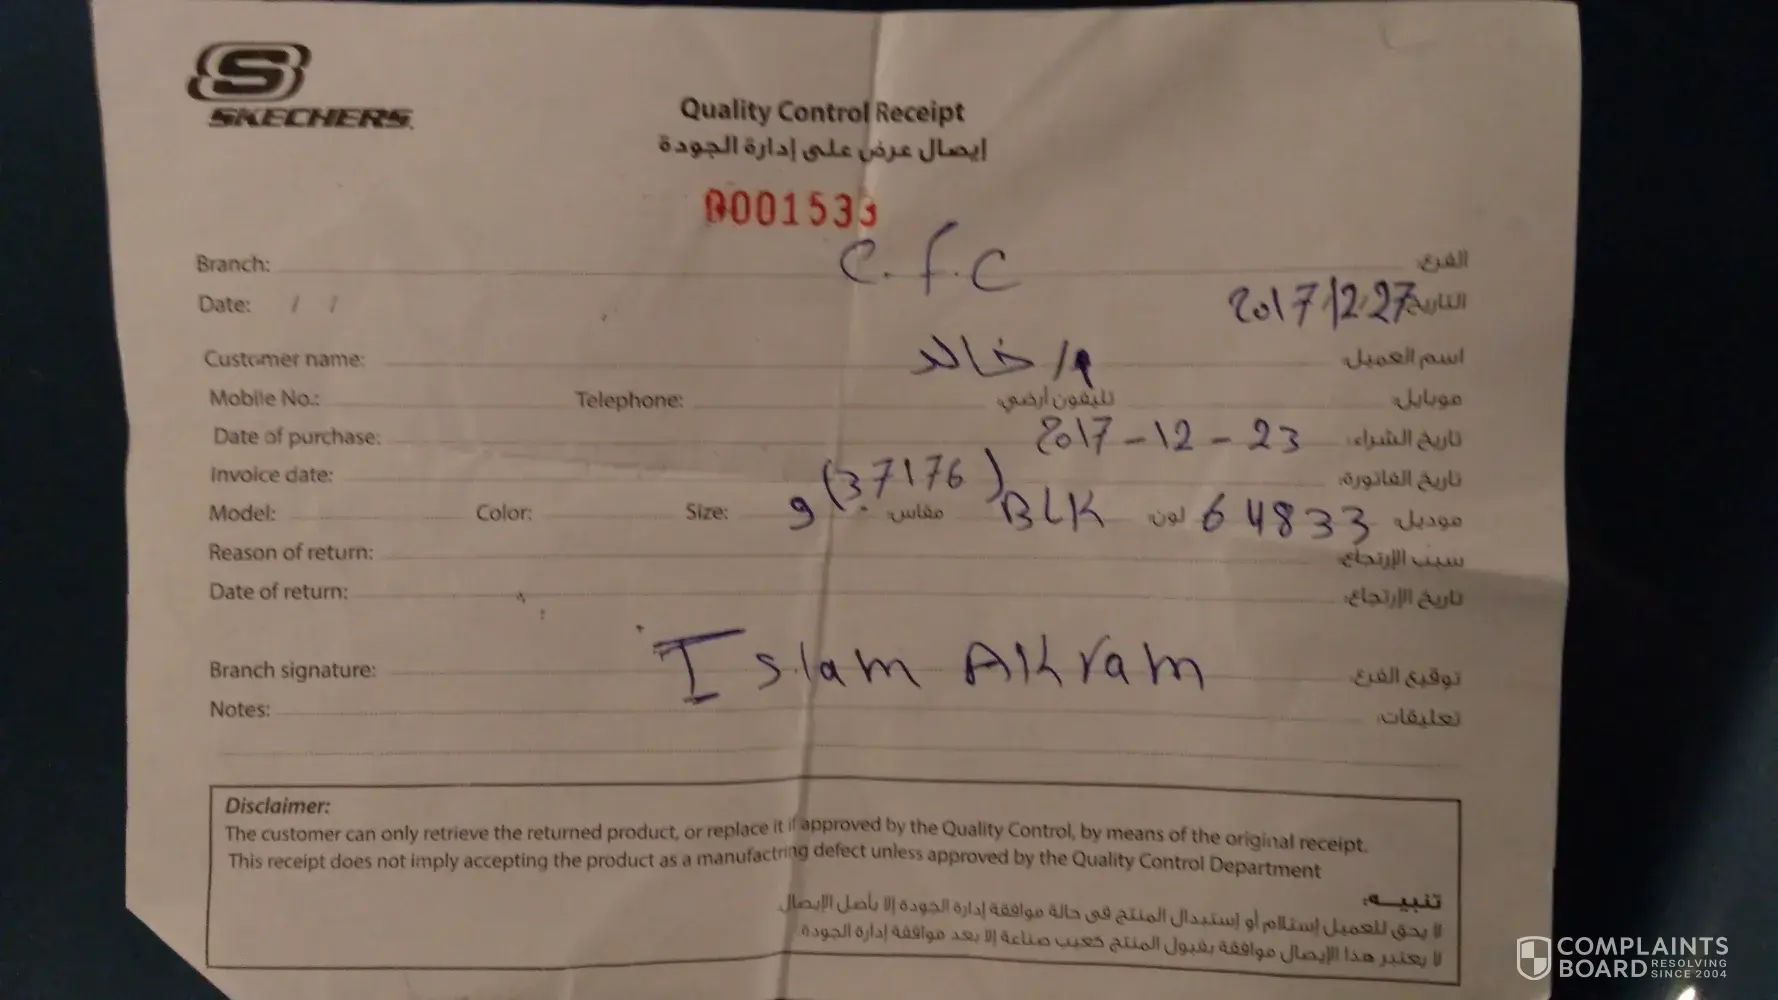 SKECHERS
Quality Control Receipt
إيصال عرض على إدارة الجودة
0001533
Branch: C.F.C الفرع:
Date: / / 2017/12/27 التاريخ:
Customer name: م/خالد اسم العميل:
Mobile No.: Telephone: تليفون أرضي: موبايل:
Date of purchase: 2017-12-23 تاريخ الشراء:
Invoice date: (37176) تاريخ الفاتورة:
Model: Color: Size: 9 مقاس: BLK لون: 64833 موديل:
Reason of return: سبب الإرتجاع:
Date of return: تاريخ الإرتجاع:
Branch signature: Islam Akram توقيع الفرع:
Notes: تعليقات:
Disclaimer:
The customer can only retrieve the returned product, or replace it if approved by the Quality Control, by means of the original receipt.
This receipt does not imply accepting the product as a manufactring defect unless approved by the Quality Control Department
تنبيـــه:
لا يحق للعميل إستلام أو إستبدال المنتج فى حالة موافقة إدارة الجودة إلا بأصل الإيصال.
لا يعتبر هذا الإيصال موافقة بقبول المنتج كعيب صناعة إلا بعد موافقة إدارة الجودة.
COMPLAINTS
BOARD RESOLVING SINCE 2004